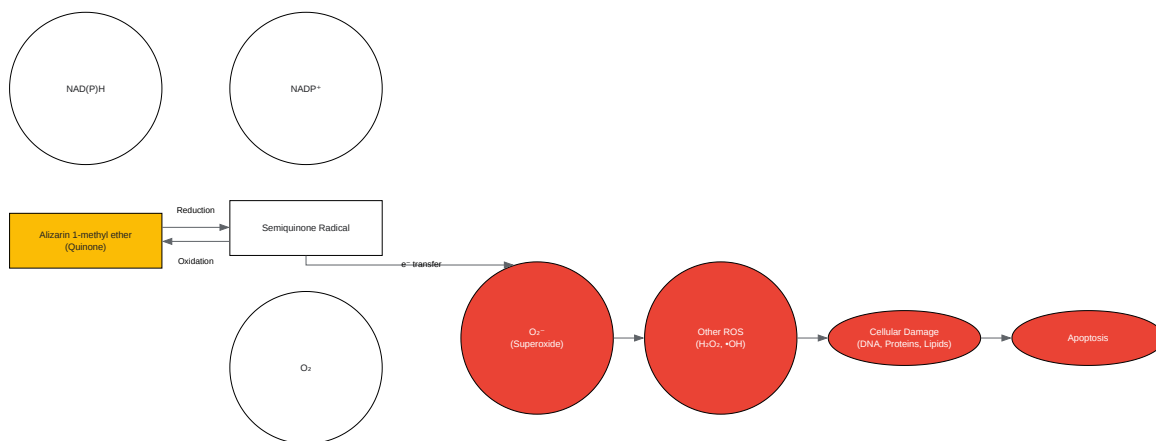 NAD(P)H
NADP⁺
Reduction
Alizarin 1-methyl ether
(Quinone)
Semiquinone Radical
Oxidation
e⁻ transfer
O₂
O₂⁻
(Superoxide)
Other ROS
(H₂O₂, •OH)
Cellular Damage
(DNA, Proteins, Lipids)
Apoptosis